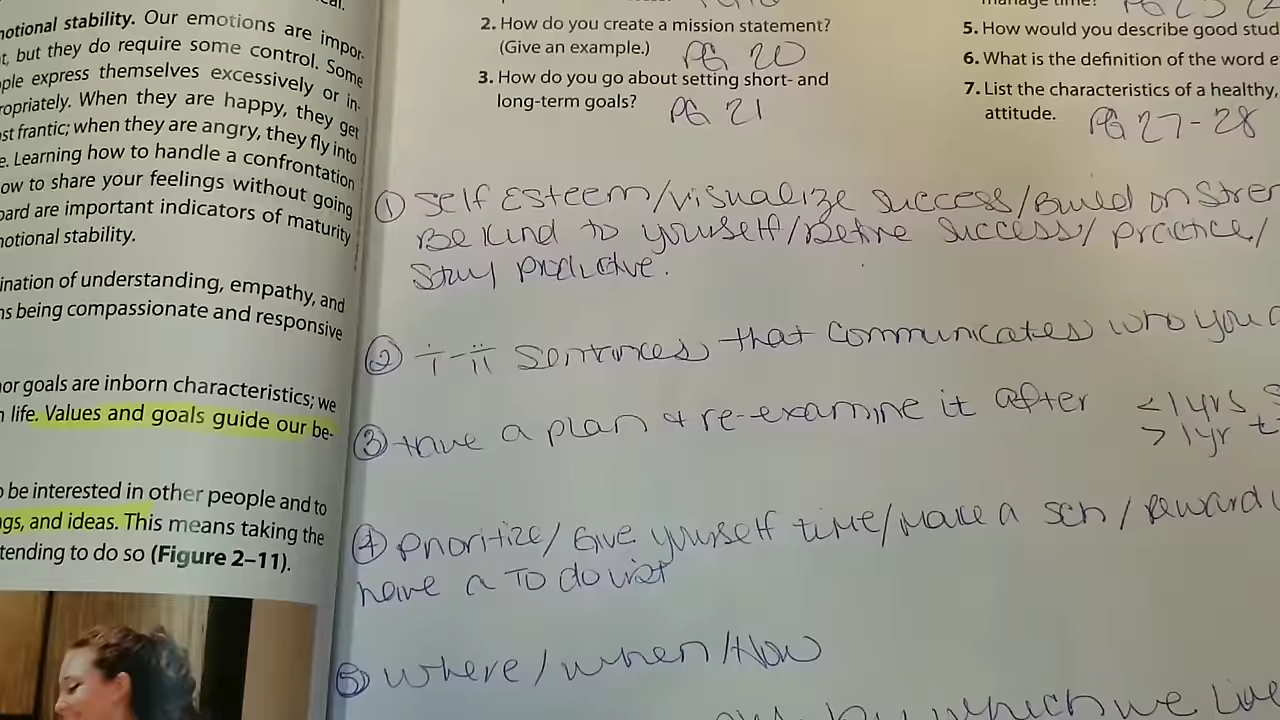 cal.
notional stability. Our emotions are impor-
t, but they do require some control. Some
ple express themselves excessively or in-
ropriately. When they are happy, they get
st frantic; when they are angry, they fly into
e. Learning how to handle a confrontation
ow to share your feelings without going
oard are important indicators of maturity
notional stability.
ination of understanding, empathy, and
ns being compassionate and responsive
or goals are inborn characteristics; we
n life. Values and goals guide our be-
o be interested in other people and to
gs, and ideas. This means taking the
tending to do so (Figure 2–11).
2. How do you create a mission statement?
(Give an example.) PG 20
3. How do you go about setting short- and
long-term goals? PG 21
manage time?
5. How would you describe good stud
6. What is the definition of the word e
7. List the characteristics of a healthy,
attitude. PG 27-28
① Self Esteem/visualize success/Build on Stren
Be Kind to yourself/Define Success/practice/
Stay productive.
② i-ii sentences that communicates who you a
③ Have a plan & re-examine it after <1yrs S
>1yr t
④ prioritize/Give yourself time/Make a sch/Reward
have a To do list
⑤ where/when/How
by which we live